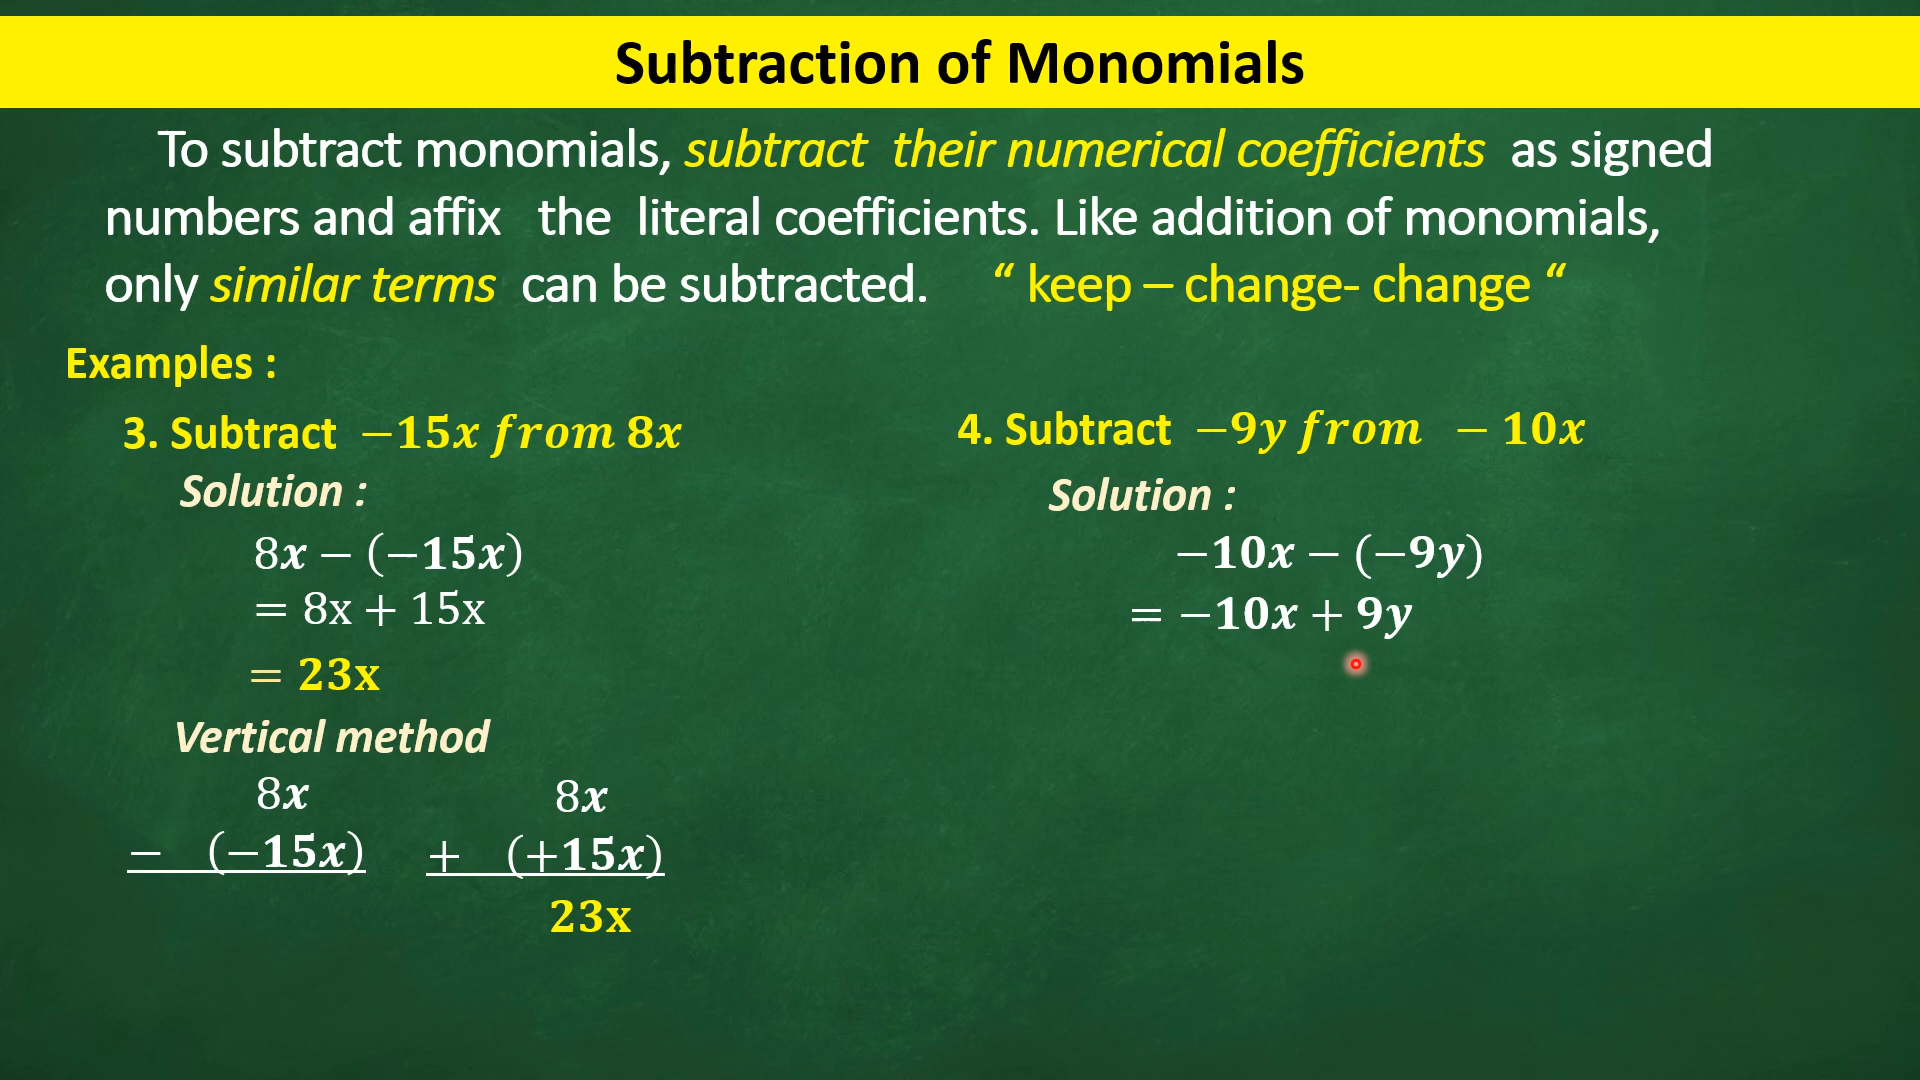 Subtraction of Monomials
To subtract monomials, subtract their numerical coefficients as signed
numbers and affix the literal coefficients. Like addition of monomials,
only similar terms can be subtracted. “ keep – change- change “
Examples :
3. Subtract −15x from 8x
Solution :
8x − (−15x)
= 8x + 15x
= 23x
Vertical method
8x
− (−15x)
8x
+ (+15x)
23x
4. Subtract −9y from − 10x
Solution :
−10x − (−9y)
= −10x + 9y